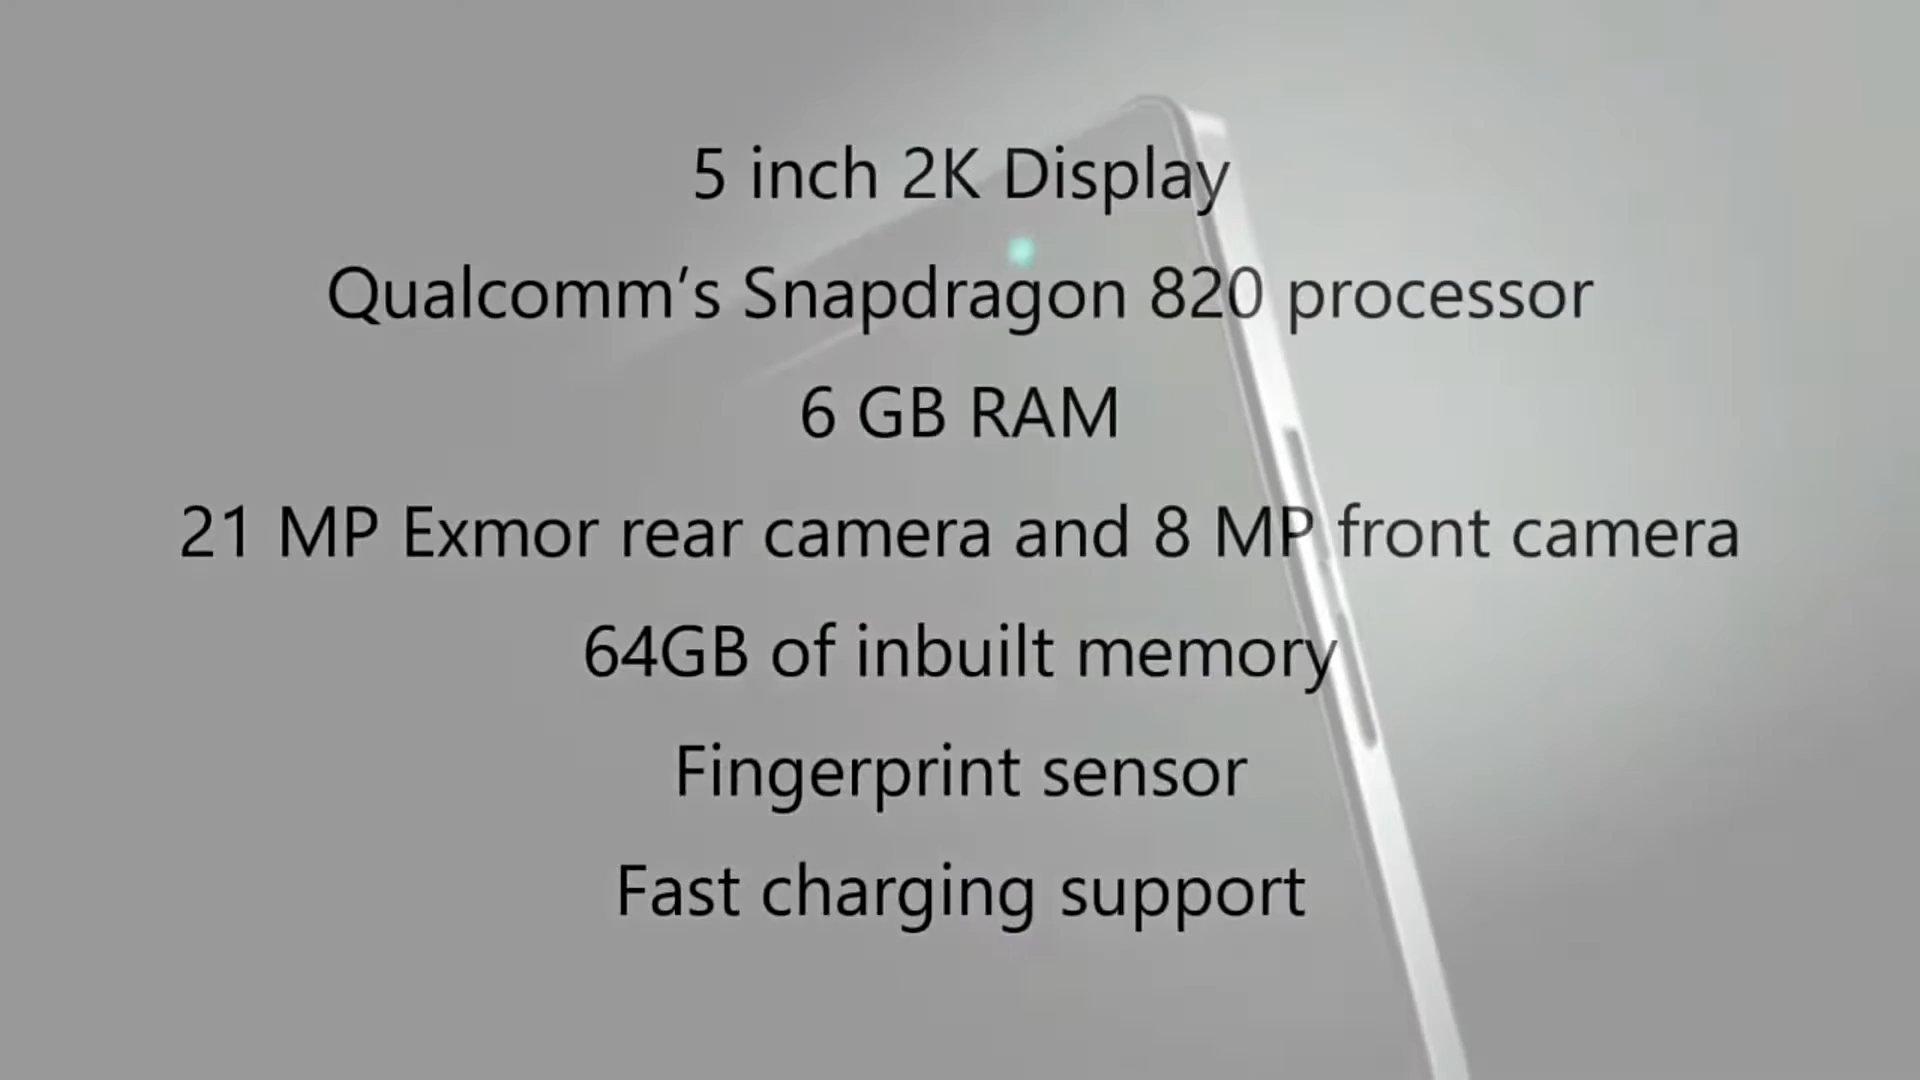 5 inch 2K Display
Qualcomm’s Snapdragon 820 processor
6 GB RAM
21 MP Exmor rear camera and 8 MP front camera
64GB of inbuilt memory
Fingerprint sensor
Fast charging support